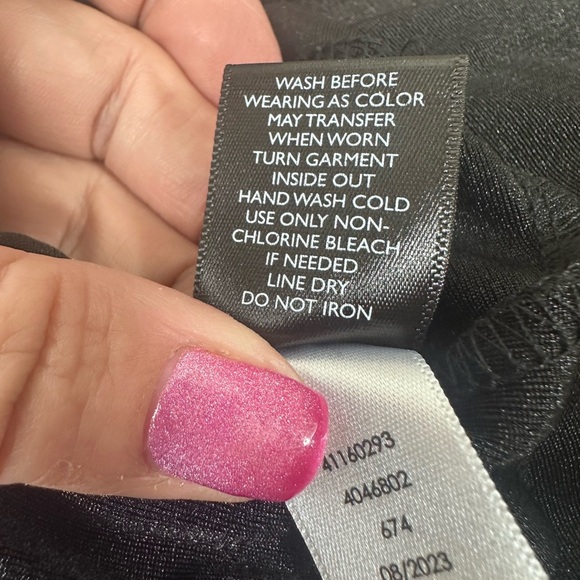 WASH BEFORE
WEARING AS COLOR
MAY TRANSFER
WHEN WORN
TURN GARMENT
INSIDE OUT
HAND WASH COLD
USE ONLY NON-
CHLORINE BLEACH
IF NEEDED
LINE DRY
DO NOT IRON
41160293
4046802
674
08/2023